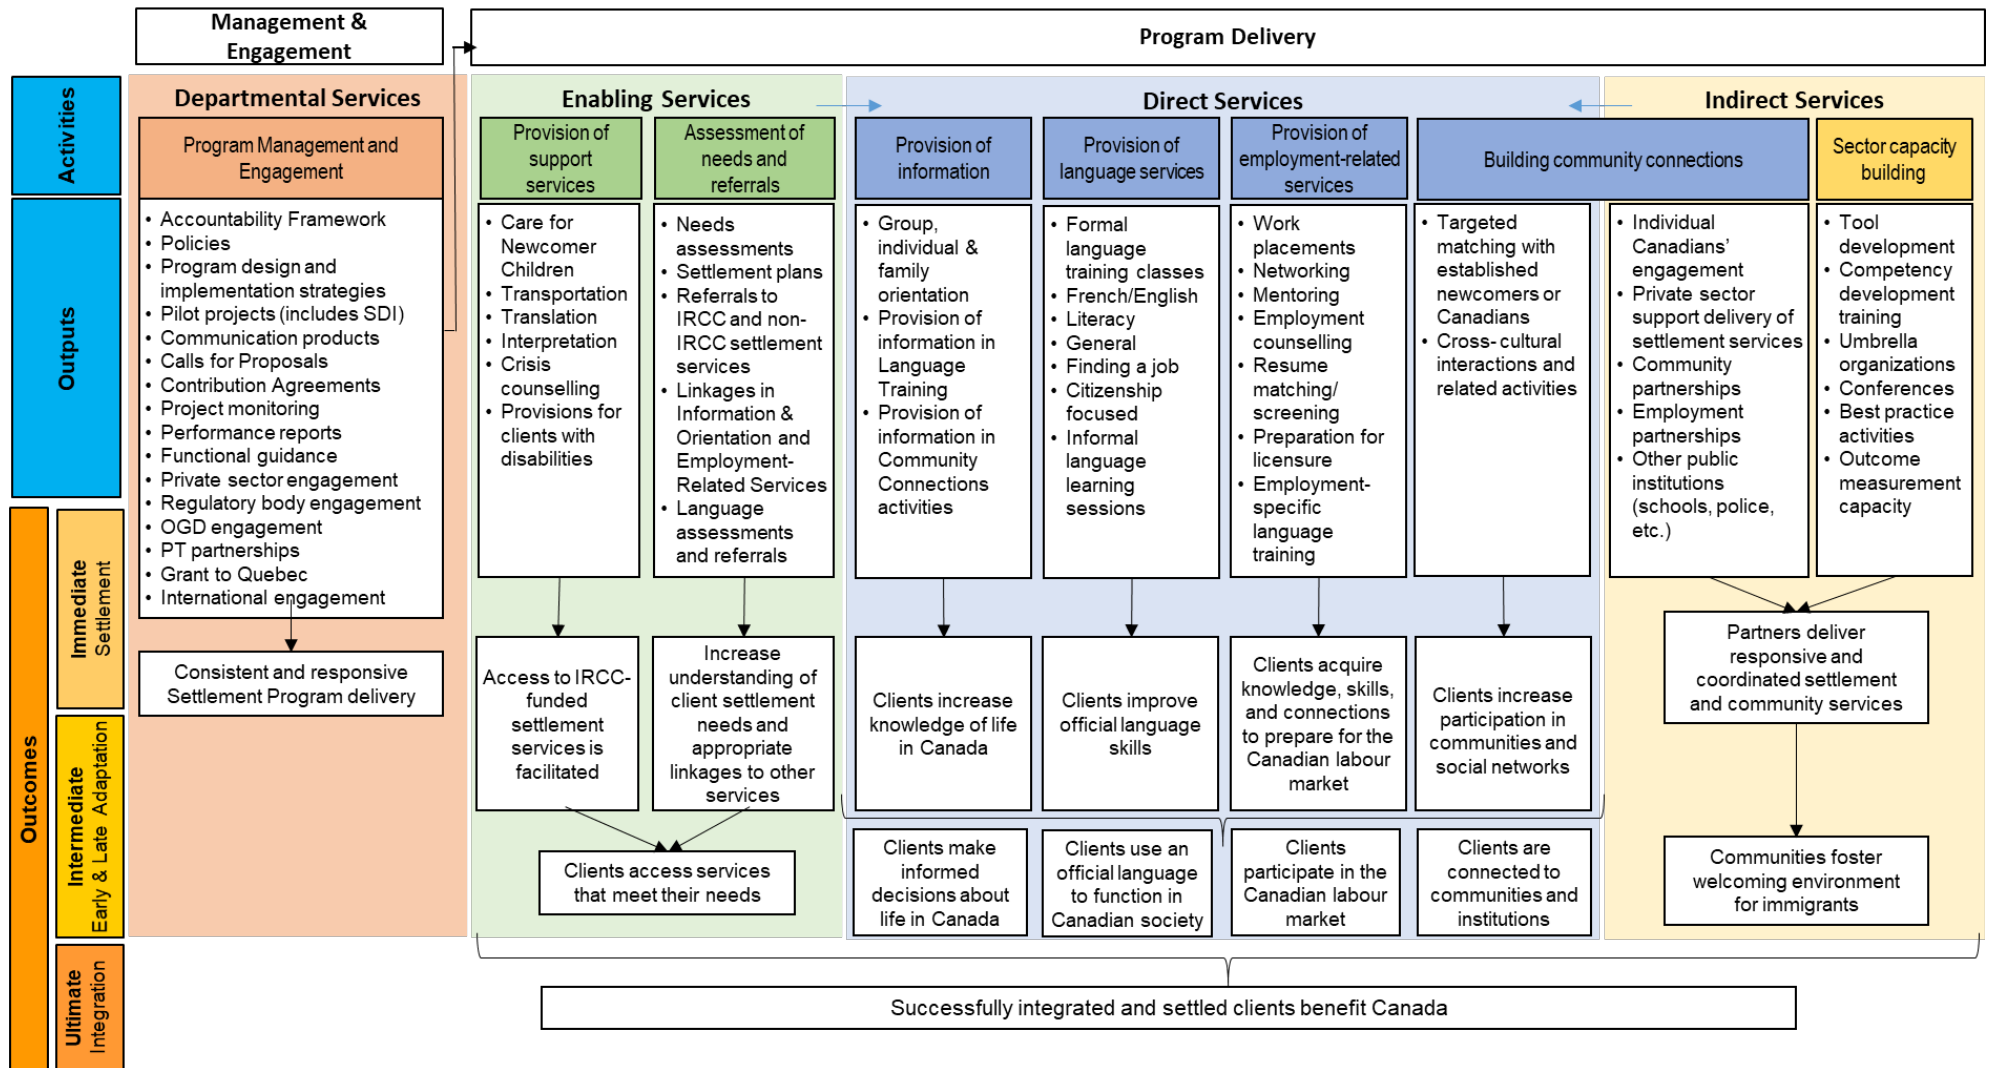 Management &
Engagement
Program Delivery
Activities
Outputs
Outcomes
Immediate
Settlement
Intermediate
Early & Late Adaptation
Ultimate
Integration
Departmental Services
Program Management and
Engagement
• Accountability Framework
• Policies
• Program design and
implementation strategies
• Pilot projects (includes SDI)
• Communication products
• Calls for Proposals
• Contribution Agreements
• Project monitoring
• Performance reports
• Functional guidance
• Private sector engagement
• Regulatory body engagement
• OGD engagement
• PT partnerships
• Grant to Quebec
• International engagement
Consistent and responsive
Settlement Program delivery
Enabling Services
Provision of
support
services
• Care for
Newcomer
Children
• Transportation
• Translation
• Interpretation
• Crisis
counselling
• Provisions for
clients with
disabilities
Access to IRCC-
funded
settlement
services is
facilitated
Assessment of
needs and
referrals
• Needs
assessments
• Settlement plans
• Referrals to
IRCC and non-
IRCC settlement
services
• Linkages in
Information &
Orientation and
Employment-
Related Services
• Language
assessments
and referrals
Increase
understanding of
client settlement
needs and
appropriate
linkages to other
services
Clients access services
that meet their needs
Direct Services
Provision of
information
• Group,
individual &
family
orientation
• Provision of
information in
Language
Training
• Provision of
information in
Community
Connections
activities
Clients increase
knowledge of life
in Canada
Clients make
informed
decisions about
life in Canada
Provision of
language services
• Formal
language
training classes
• French/English
• Literacy
• General
• Finding a job
• Citizenship
focused
• Informal
language
learning
sessions
Clients improve
official language
skills
Clients use an
official language
to function in
Canadian society
Provision of
employment-related
services
• Work
placements
• Networking
• Mentoring
• Employment
counselling
• Resume
matching/
screening
• Preparation for
licensure
• Employment-
specific
language
training
Clients acquire
knowledge, skills,
and connections
to prepare for the
Canadian labour
market
Clients
participate in the
Canadian labour
market
Building community connections
• Targeted
matching with
established
newcomers or
Canadians
• Cross- cultural
interactions and
related activities
Clients increase
participation in
communities and
social networks
Clients are
connected to
communities and
institutions
Indirect Services
• Individual
Canadians’
engagement
• Private sector
support delivery of
settlement services
• Community
partnerships
• Employment
partnerships
• Other public
institutions
(schools, police,
etc.)
Sector capacity
building
• Tool
development
• Competency
development
training
• Umbrella
organizations
• Conferences
• Best practice
activities
• Outcome
measurement
capacity
Partners deliver
responsive and
coordinated settlement
and community services
Communities foster
welcoming environment
for immigrants
Successfully integrated and settled clients benefit Canada